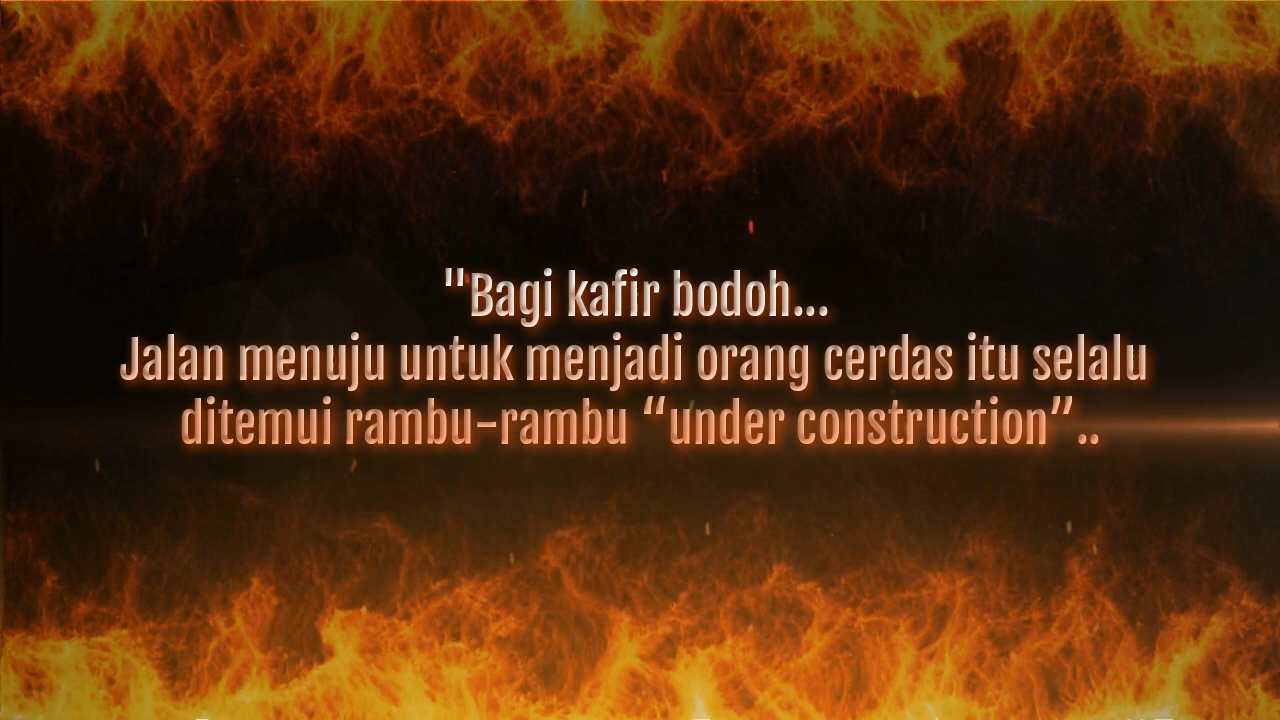 "Bagi kafir bodoh...
Jalan menuju untuk menjadi orang cerdas itu selalu
ditemui rambu-rambu “under construction”..